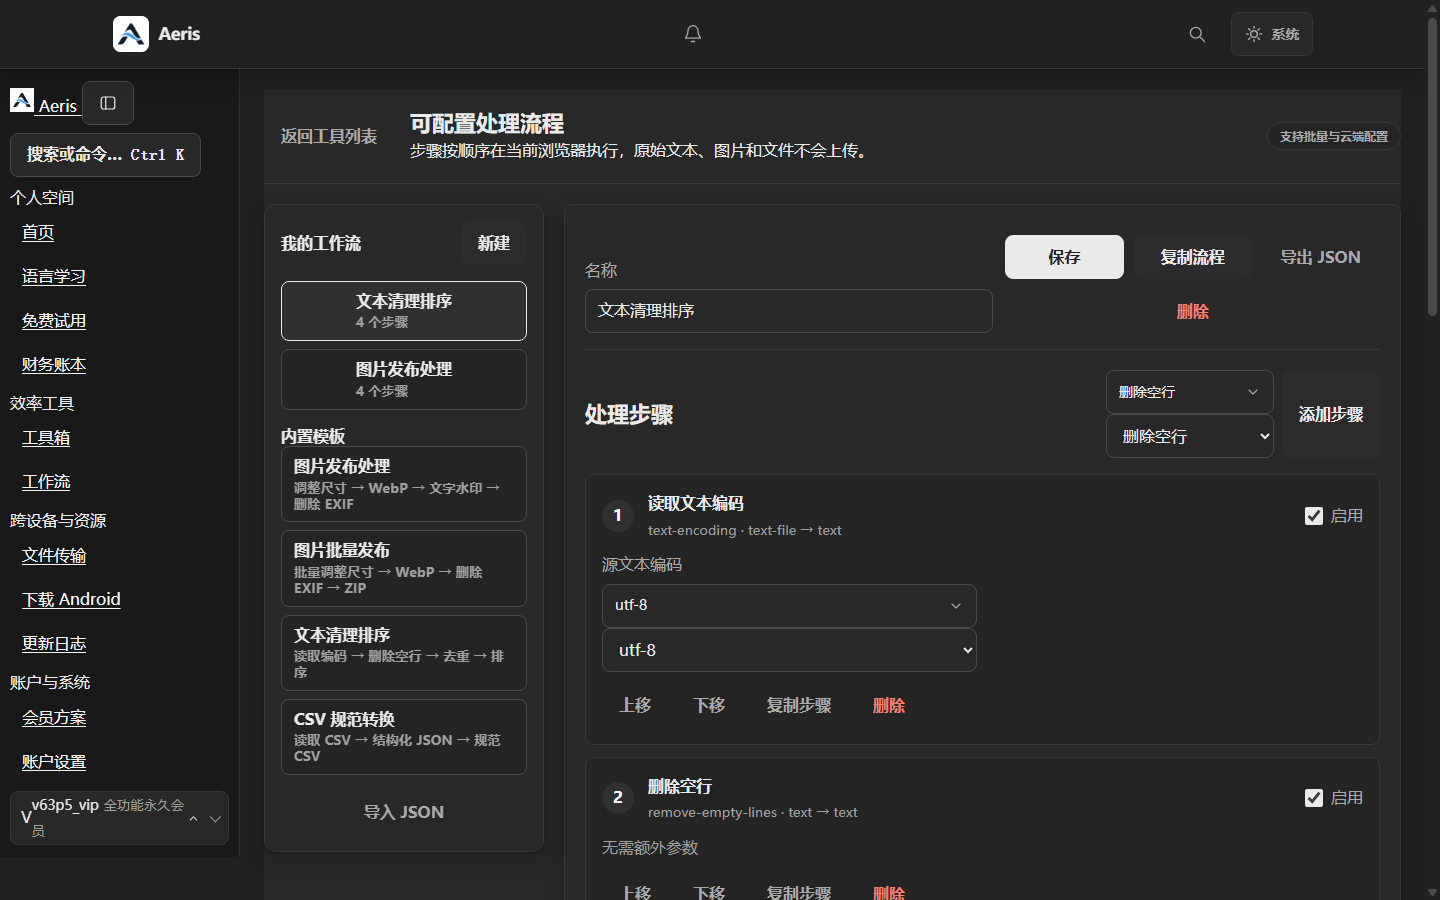 Aeris
系统
Aeris
搜索或命令... Ctrl K
个人空间
首页
语言学习
免费试用
财务账本
效率工具
工具箱
工作流
跨设备与资源
文件传输
下载 Android
更新日志
账户与系统
会员方案
账户设置
V
v63p5_vip 全功能永久会
员
返回工具列表
可配置处理流程
步骤按顺序在当前浏览器执行，原始文本、图片和文件不会上传。
支持批量与云端配置
我的工作流
新建
文本清理排序
4 个步骤
图片发布处理
4 个步骤
内置模板
图片发布处理
调整尺寸 → WebP → 文字水印 →
删除 EXIF
图片批量发布
批量调整尺寸 → WebP → 删除
EXIF → ZIP
文本清理排序
读取编码 → 删除空行 → 去重 → 排
序
CSV 规范转换
读取 CSV → 结构化 JSON → 规范
CSV
导入 JSON
名称
文本清理排序
保存
复制流程
导出 JSON
删除
处理步骤
删除空行
删除空行
添加步骤
1
读取文本编码
text-encoding · text-file → text
启用
源文本编码
utf-8
utf-8
上移
下移
复制步骤
删除
2
删除空行
remove-empty-lines · text → text
启用
无需额外参数
上移
下移
复制步骤
删除